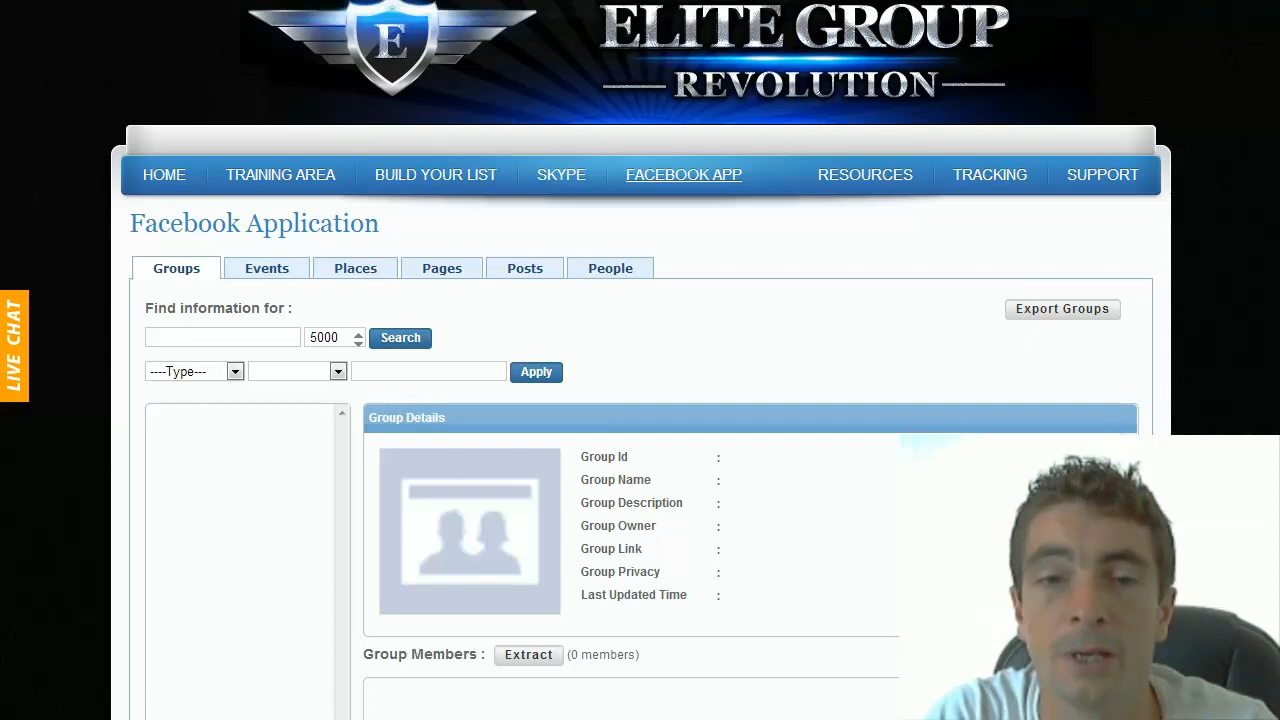 E
ELITE GROUP
REVOLUTION
HOME TRAINING AREA BUILD YOUR LIST SKYPE FACEBOOK APP RESOURCES TRACKING SUPPORT
Facebook Application
Groups Events Places Pages Posts People
LIVE CHAT
Find information for :
Export Groups
5000 Search
----Type--- Apply
Group Details
Group Id :
Group Name :
Group Description :
Group Owner :
Group Link :
Group Privacy :
Last Updated Time :
Group Members : Extract (0 members)